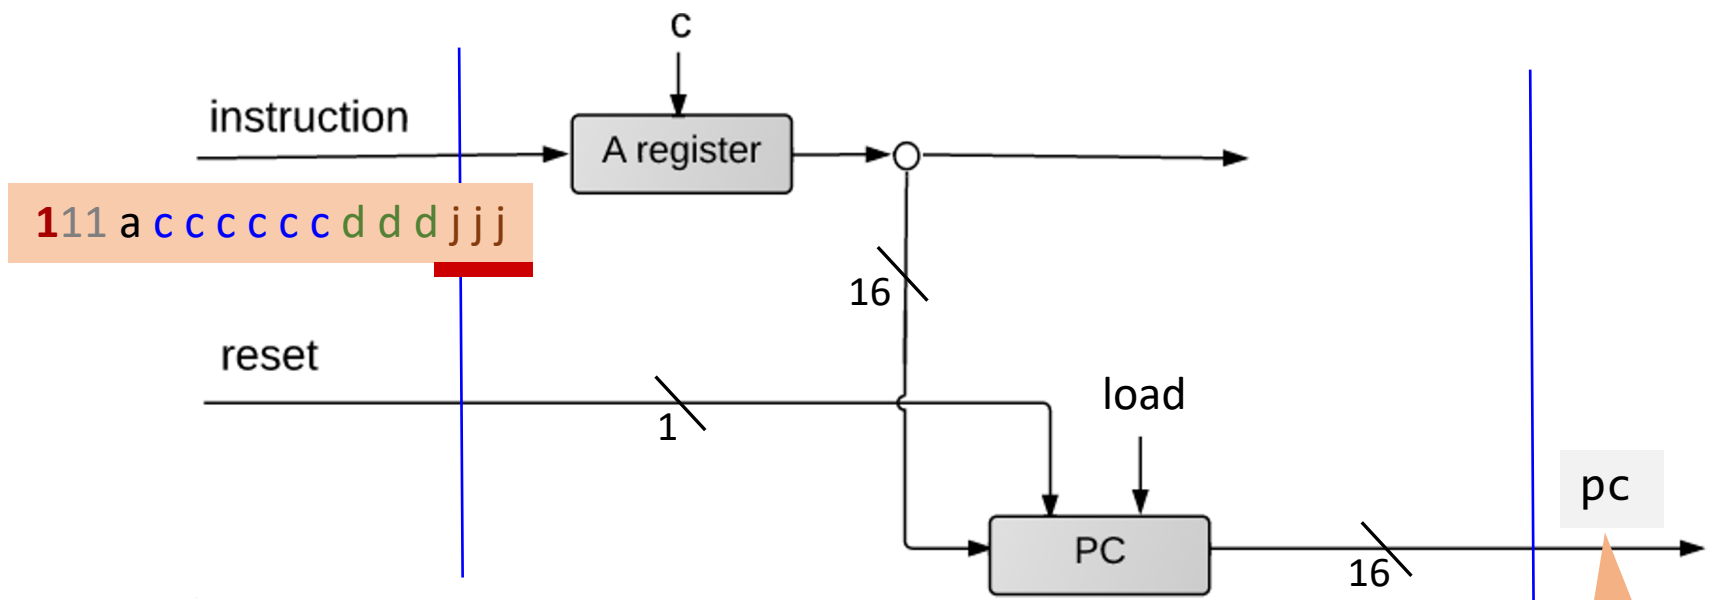 c
instruction
A register
111 a c c c c c c d d d j j j
16
reset
1
load
pc
PC
16